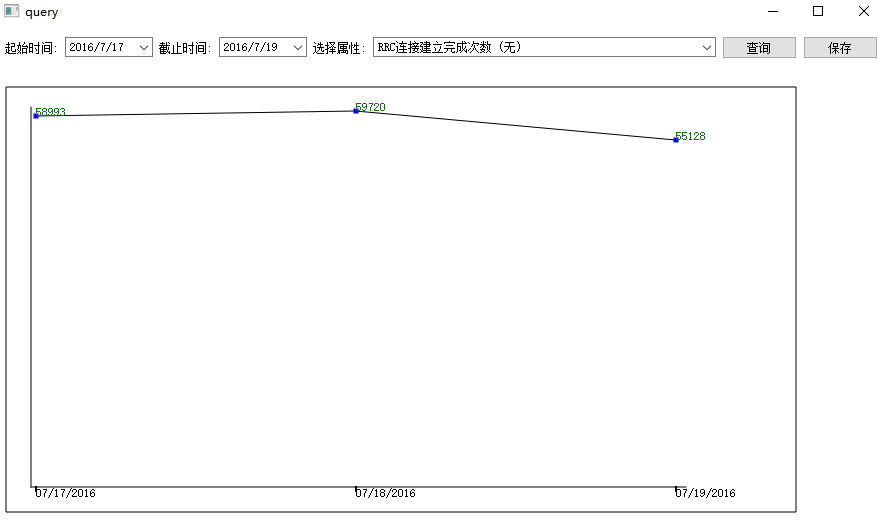 query
起始时间: 2016/7/17 截止时间: 2016/7/19 选择属性: RRC连接建立完成次数 (无) 查询 保存
58993 59720 55128
07/17/2016 07/18/2016 07/19/2016